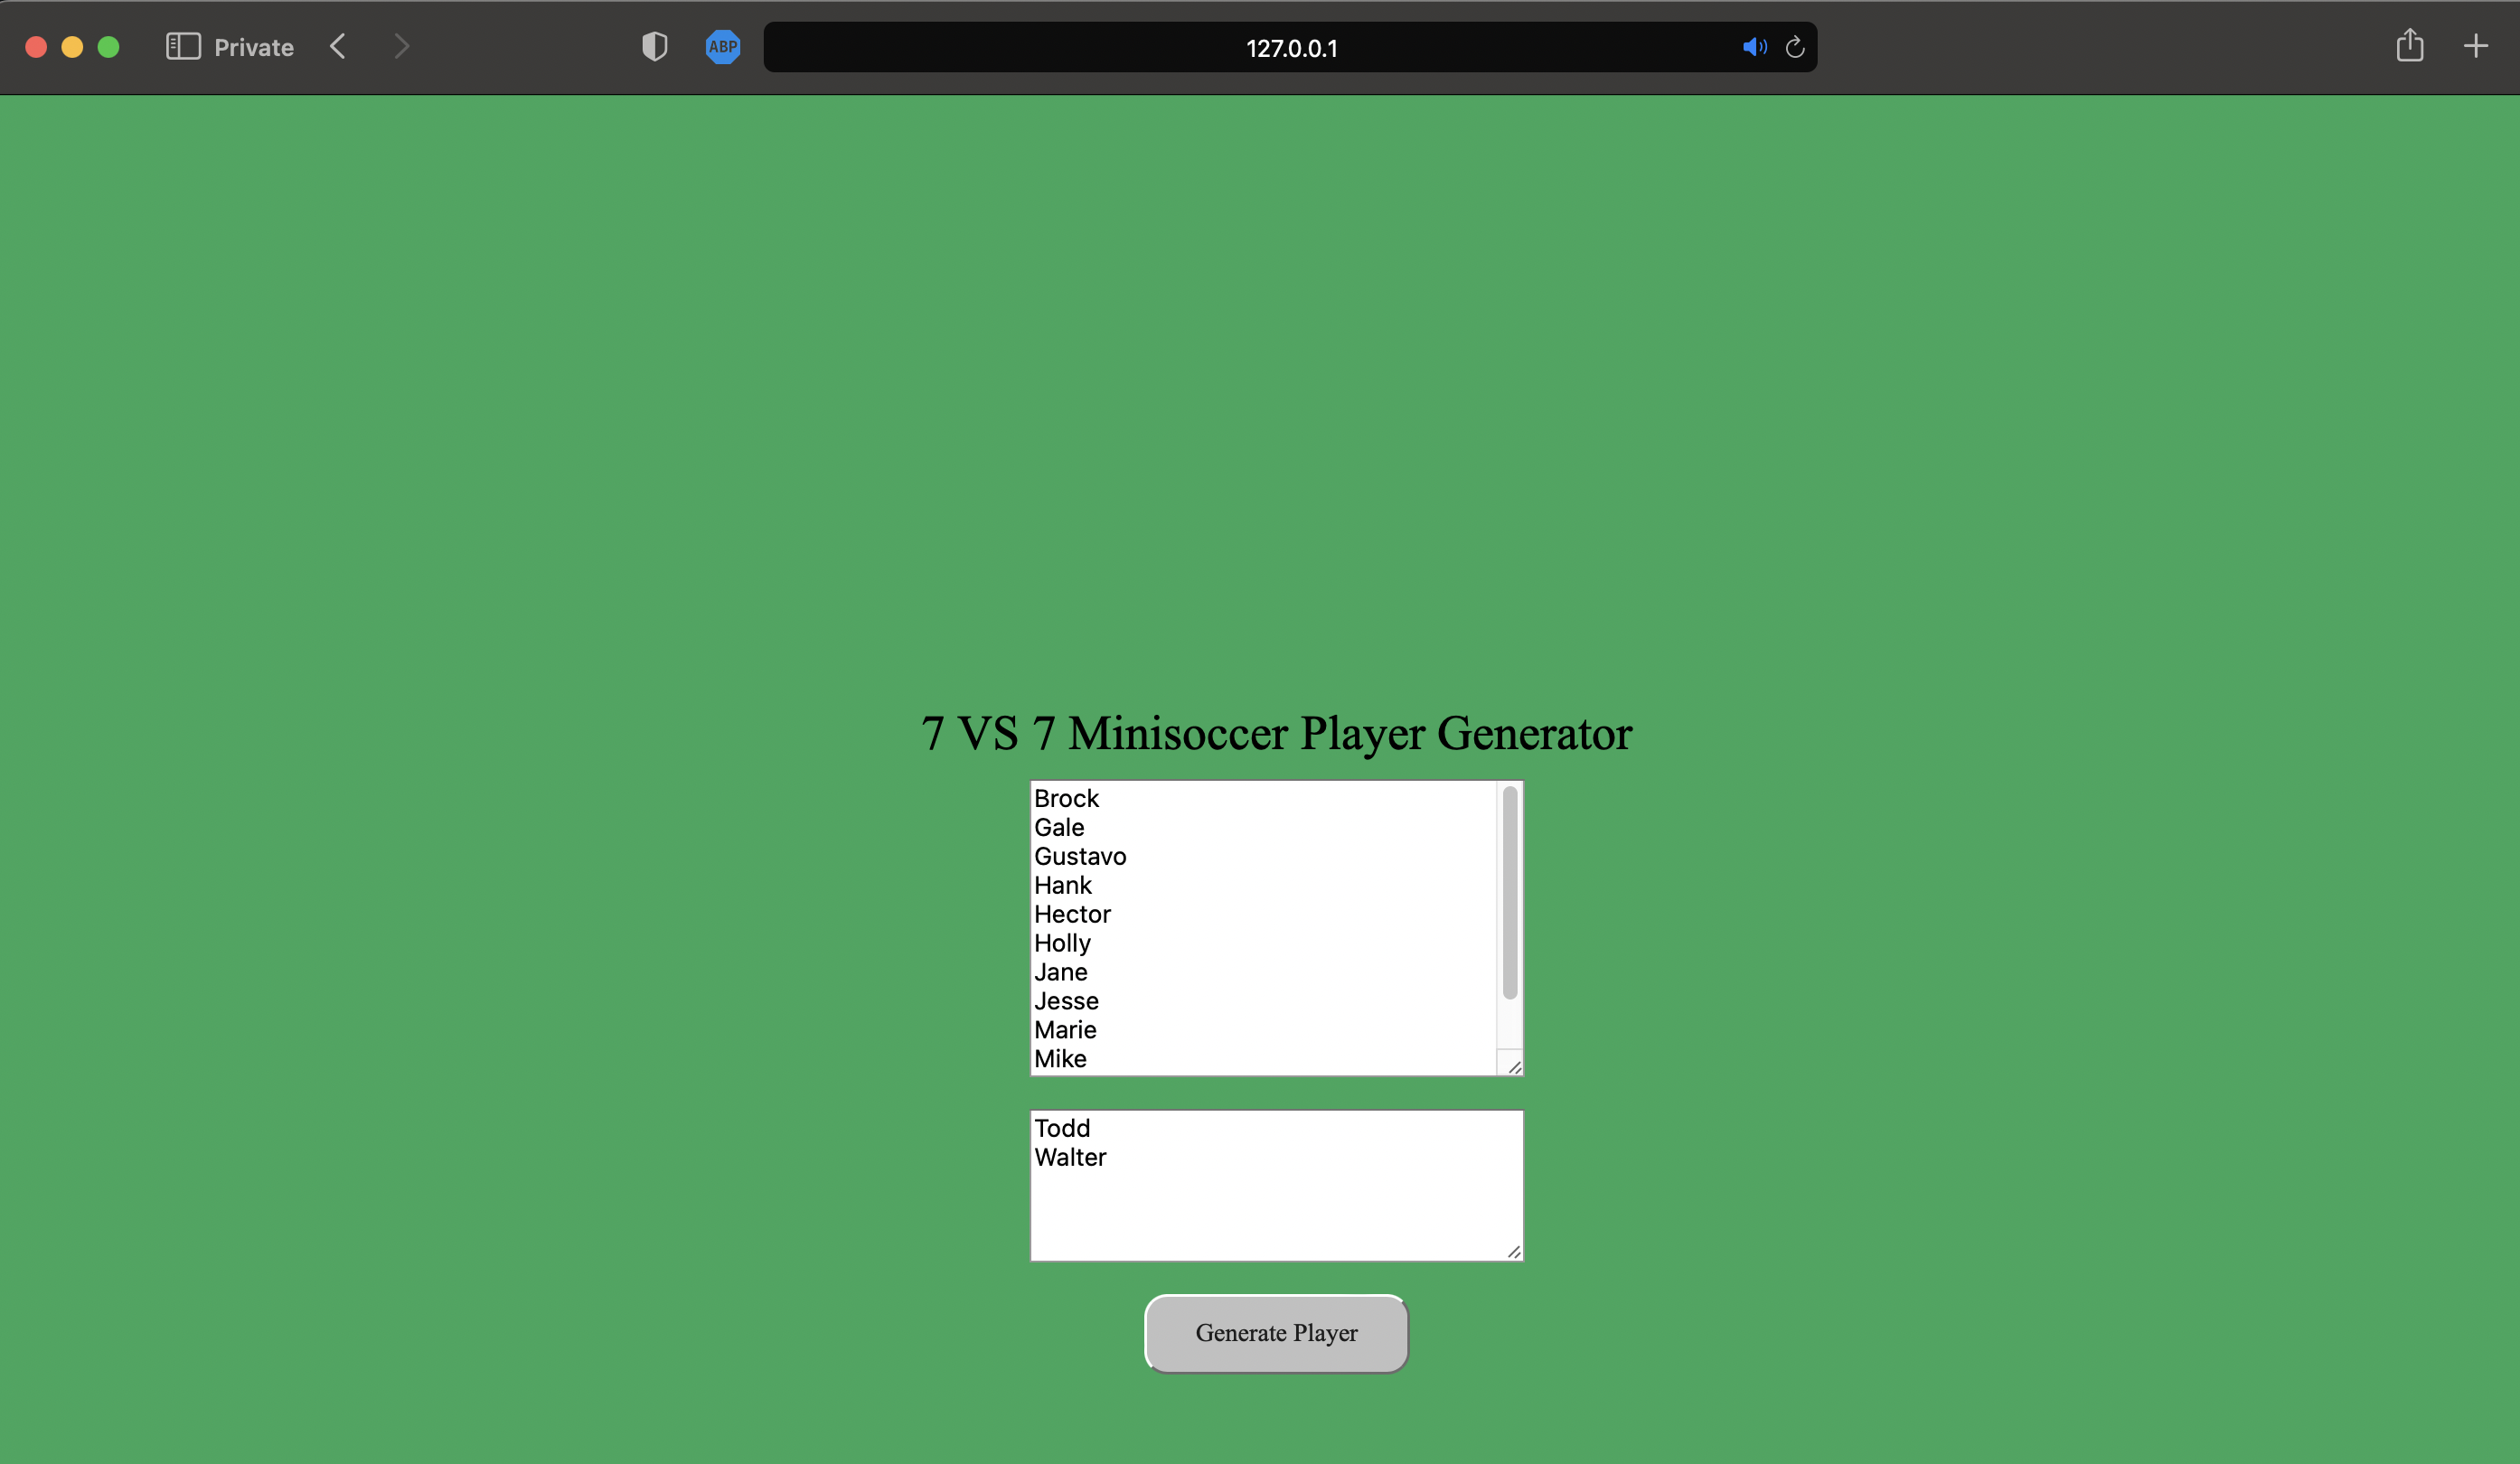 Private
ABP
127.0.0.1
7 VS 7 Minisoccer Player Generator
Brock
Gale
Gustavo
Hank
Hector
Holly
Jane
Jesse
Marie
Mike
Todd
Walter
Generate Player